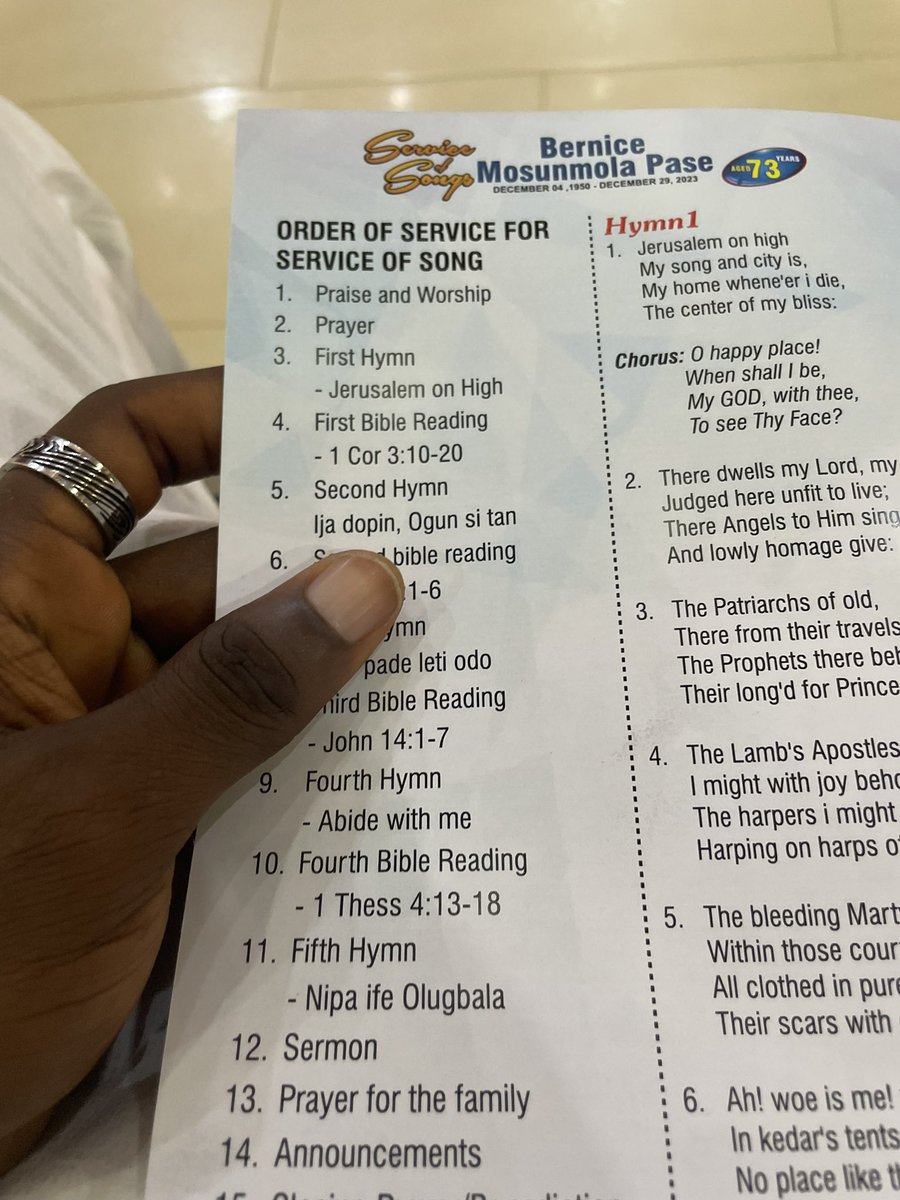 Service of Songs
Bernice
Mosunmola Pase
DECEMBER 04 ,1950 - DECEMBER 29, 2023
AGED 73 YEARS
ORDER OF SERVICE FOR
SERVICE OF SONG
1. Praise and Worship
2. Prayer
3. First Hymn
- Jerusalem on High
4. First Bible Reading
- 1 Cor 3:10-20
5. Second Hymn
Ija dopin, Ogun si tan
6. bible reading
:1-6
pade leti odo
Bible Reading
- John 14:1-7
9. Fourth Hymn
- Abide with me
10. Fourth Bible Reading
- 1 Thess 4:13-18
11. Fifth Hymn
- Nipa ife Olugbala
12. Sermon
13. Prayer for the family
14. Announcements
Hymn1
1. Jerusalem on high
My song and city is,
My home whene'er i die,
The center of my bliss:
Chorus: O happy place!
When shall I be,
My GOD, with thee,
To see Thy Face?
2. There dwells my Lord, my
Judged here unfit to live;
There Angels to Him sing
And lowly homage give:
3. The Patriarchs of old,
There from their travels
The Prophets there
Their long'd for Prince
4. The Lamb's Apostles
I might with joy
The harpers i might
Harping on harps
5. The bleeding
Within those
All clothed in
Their scars with
6. Ah! woe is me!
In kedar's tents
No place like